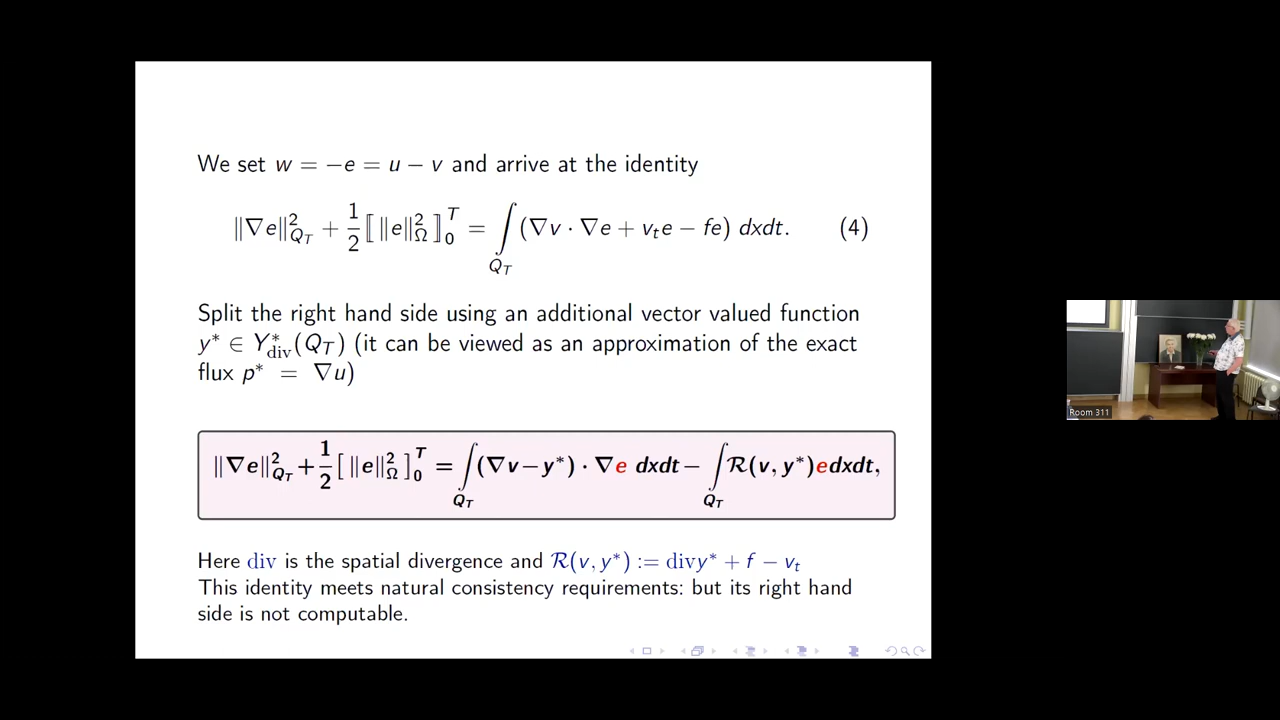 We set w = −e = u − v and arrive at the identity
‖∇e‖²_{Q_T} + 1/2 ⟦‖e‖²_Ω⟧₀ᵀ = ∫_{Q_T} (∇v · ∇e + v_t e − fe) dxdt. (4)
Split the right hand side using an additional vector valued function
y* ∈ Y*_div(Q_T) (it can be viewed as an approximation of the exact
flux p* = ∇u)
‖∇e‖²_{Q_T} + 1/2 [‖e‖²_Ω]₀ᵀ = ∫_{Q_T} (∇v − y*) · ∇e dxdt − ∫_{Q_T} R(v, y*)edxdt,
Here div is the spatial divergence and R(v, y*) := divy* + f − v_t
This identity meets natural consistency requirements: but its right hand
side is not computable.
Room 311